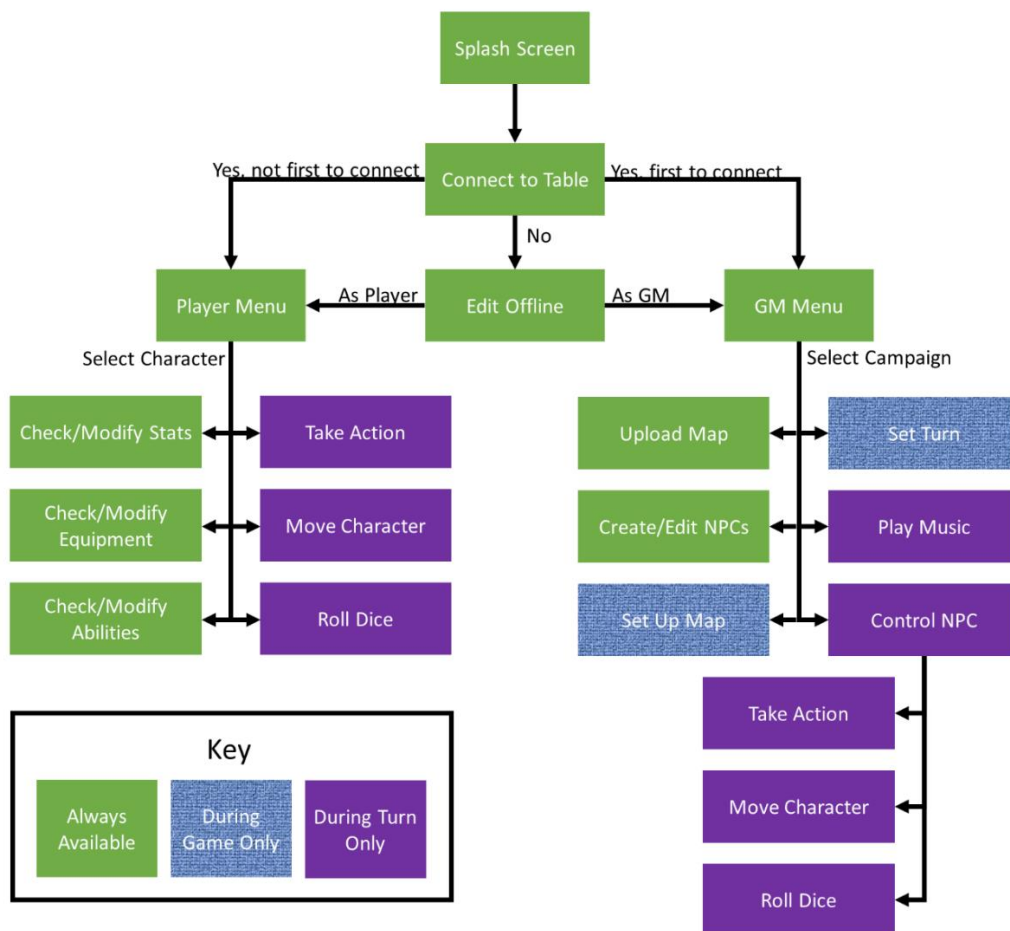 Splash Screen
Yes, not first to connect
Connect to Table
Yes, first to connect
No
Player Menu
As Player
Edit Offline
As GM
GM Menu
Select Character
Select Campaign
Check/Modify Stats
Take Action
Upload Map
Set Turn
Check/Modify
Equipment
Move Character
Create/Edit NPCs
Play Music
Check/Modify
Abilities
Roll Dice
Set Up Map
Control NPC
Take Action
Move Character
Roll Dice
Key
Always
Available
During
Game Only
During Turn
Only